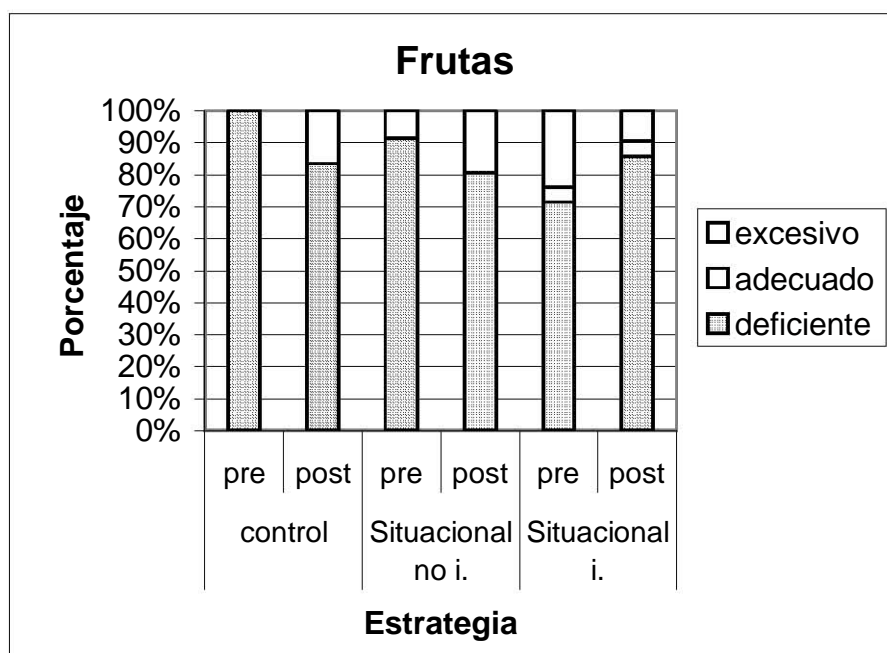 Frutas
100%
90%
80%
70%
60%
50%
40%
30%
20%
10%
0%
Porcentaje
pre post pre post pre post
control Situacional Situacional
no i. i.
Estrategia
excesivo
adecuado
deficiente